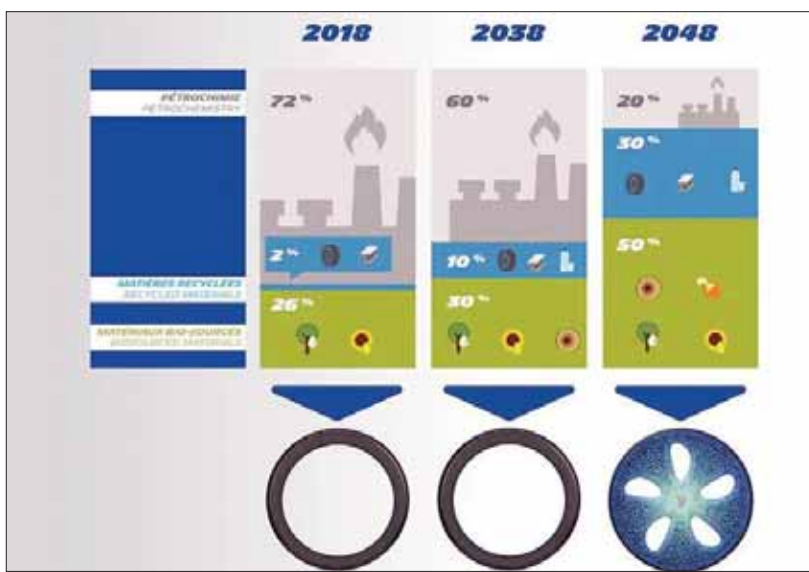 2018 2038 2048
PÉTROCHIMIE
PETROCHEMISTRY
72 %
60 %
20 %
30 %
2 %
10 %
50 %
MATIÈRES RECYCLÉES
RECYCLED MATERIALS
26 %
30 %
MATÉRIAUX BIO-SOURCÉS
BIOSOURCED MATERIALS